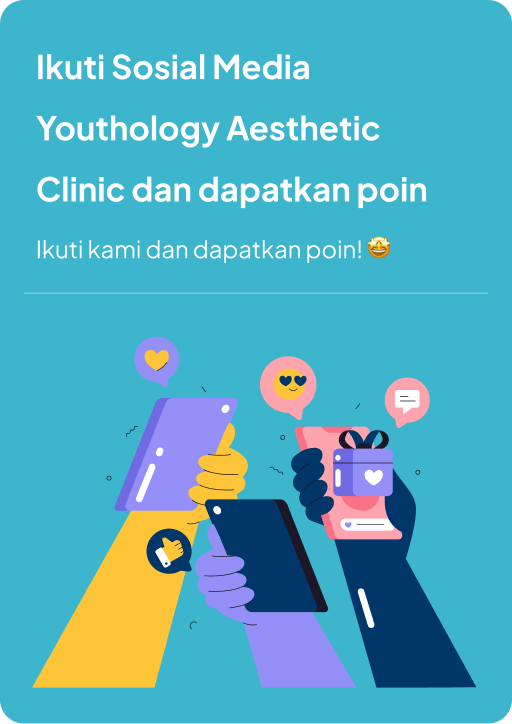 Ikuti Sosial Media
Youthology Aesthetic
Clinic dan dapatkan poin
Ikuti kami dan dapatkan poin! 🤩